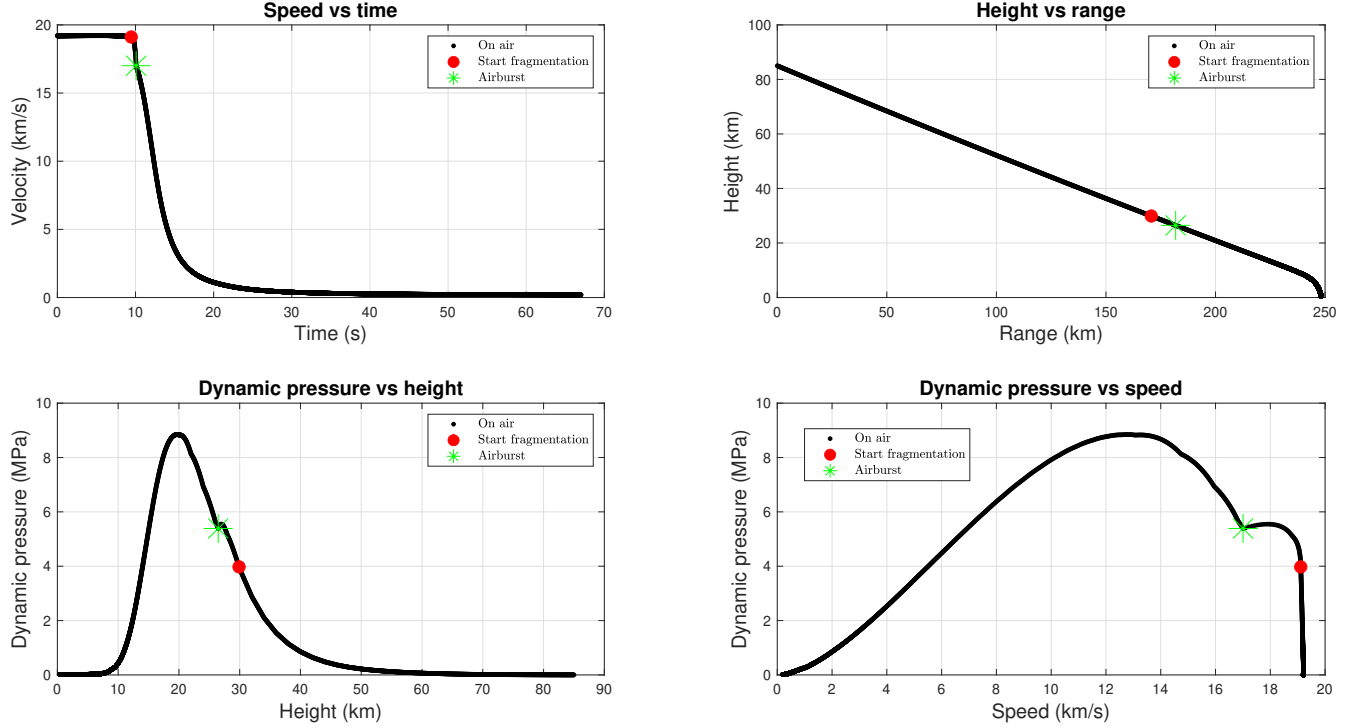 Speed vs time
20
15
10
5
0
Velocity (km/s)
0 10 20 30 40 50 60 70
Time (s)
On air
Start fragmentation
Airburst
Height vs range
100
80
60
40
20
0
Height (km)
0 50 100 150 200 250
Range (km)
On air
Start fragmentation
Airburst
Dynamic pressure vs height
10
8
6
4
2
0
Dynamic pressure (MPa)
0 10 20 30 40 50 60 70 80 90
Height (km)
On air
Start fragmentation
Airburst
Dynamic pressure vs speed
10
8
6
4
2
0
Dynamic pressure (MPa)
0 2 4 6 8 10 12 14 16 18 20
Speed (km/s)
On air
Start fragmentation
Airburst